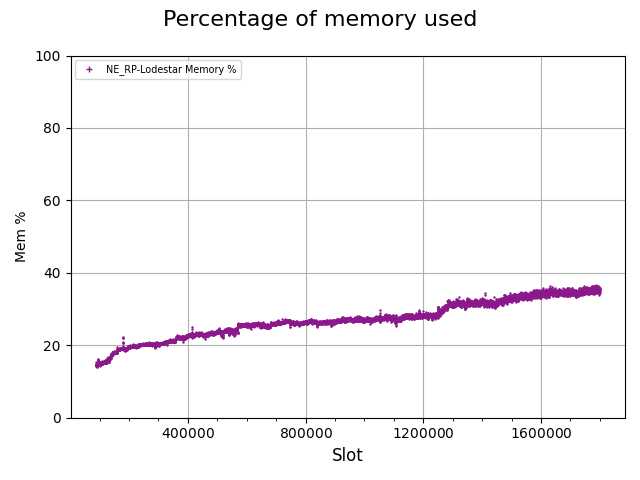 Percentage of memory used
NE_RP-Lodestar Memory %
100
80
60
40
20
0
Mem %
400000 800000 1200000 1600000
Slot